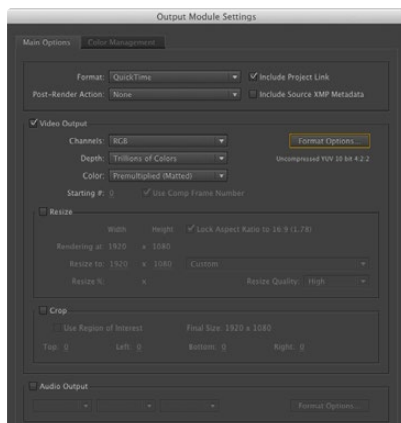 Output Module Settings
Main Options Color Management
Format: QuickTime Include Project Link
Post-Render Action: None Include Source XMP Metadata
Video Output
Channels: RGB Format Options...
Depth: Trillions of Colors Uncompressed YUV 10 bit 4:2:2
Color: Premultiplied (Matted)
Starting #: 0 Use Comp Frame Number
Resize
Width Height Lock Aspect Ratio to 16:9 (1.78)
Rendering at: 1920 x 1080
Resize to: 1920 x 1080 Custom
Resize %: x Resize Quality: High
Crop
Use Region of Interest Final Size: 1920 x 1080
Top: 0 Left: 0 Bottom: 0 Right: 0
Audio Output
Format Options...